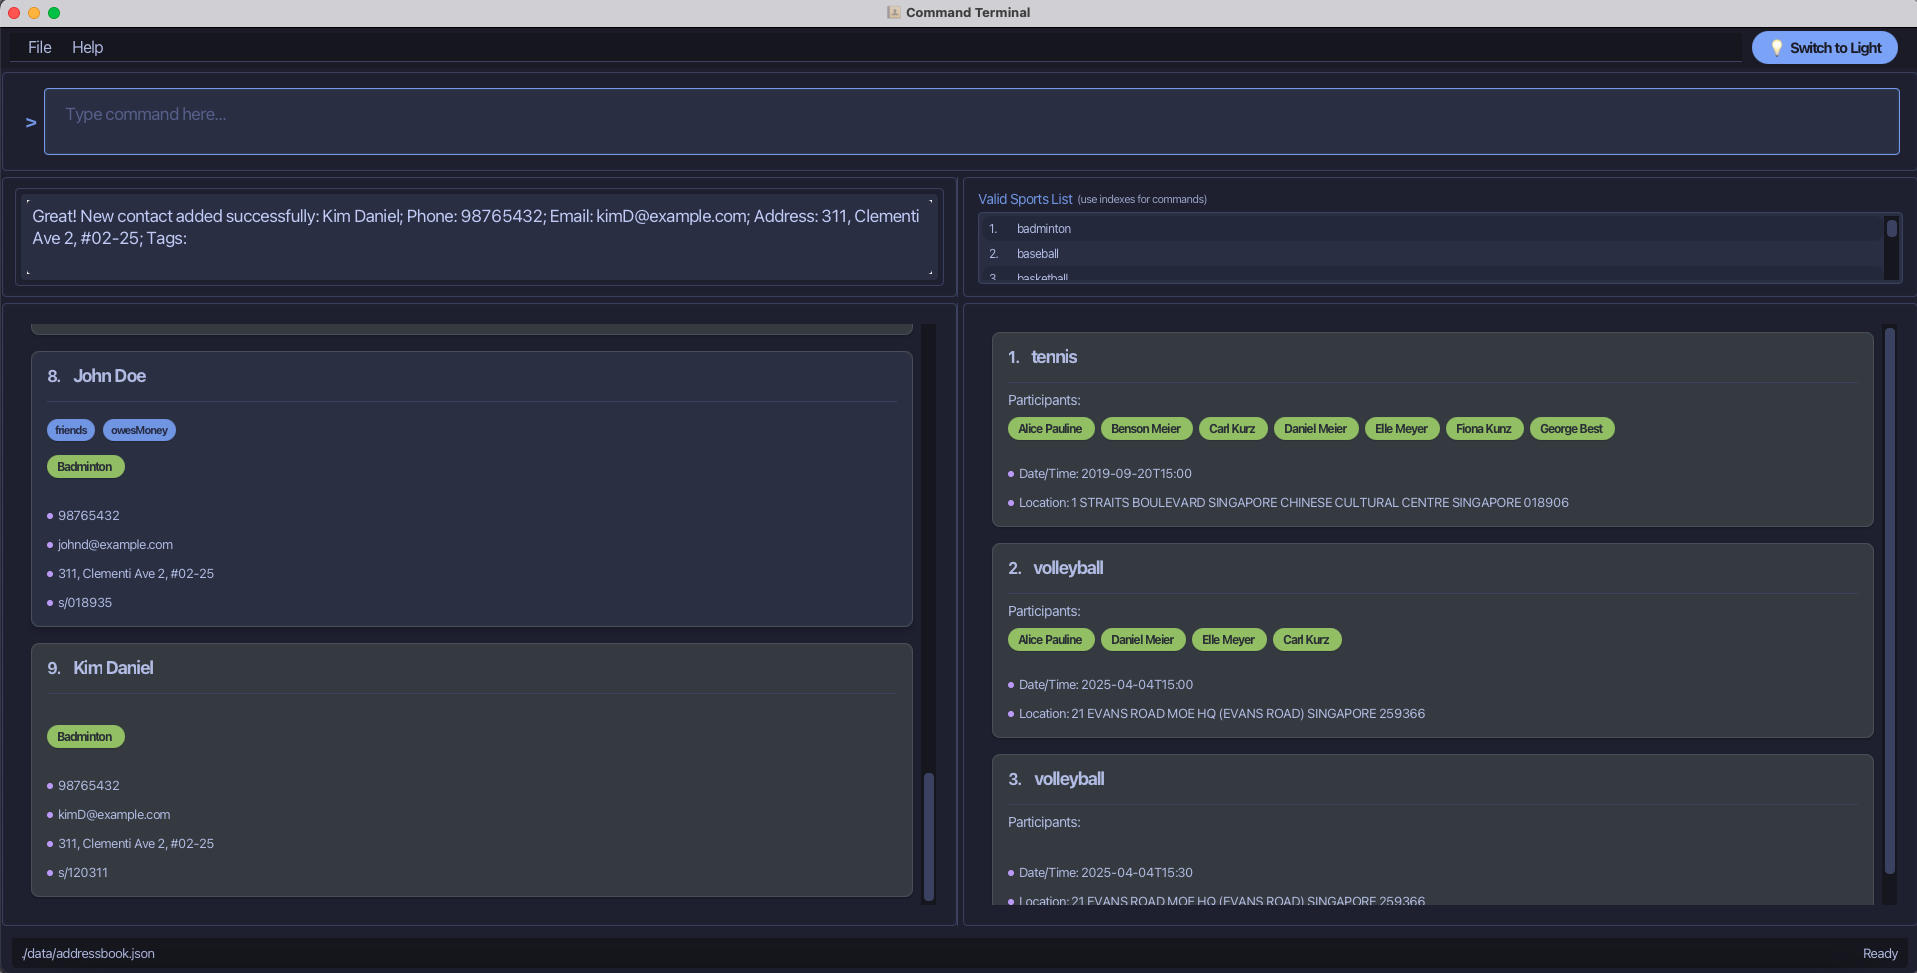 Command Terminal
File Help
Switch to Light
> Type command here...
Great! New contact added successfully: Kim Daniel; Phone: 98765432; Email: kimD@example.com; Address: 311, Clementi
Ave 2, #02-25; Tags:
Valid Sports List (use indexes for commands)
1. badminton
2. baseball
3. basketball
8. John Doe
friends owesMoney
Badminton
98765432
johnd@example.com
311, Clementi Ave 2, #02-25
s/018935
9. Kim Daniel
Badminton
98765432
kimD@example.com
311, Clementi Ave 2, #02-25
s/120311
1. tennis
Participants:
Alice Pauline Benson Meier Carl Kurz Daniel Meier Elle Meyer Fiona Kunz George Best
Date/Time: 2019-09-20T15:00
Location: 1 STRAITS BOULEVARD SINGAPORE CHINESE CULTURAL CENTRE SINGAPORE 018906
2. volleyball
Participants:
Alice Pauline Daniel Meier Elle Meyer Carl Kurz
Date/Time: 2025-04-04T15:00
Location: 21 EVANS ROAD MOE HQ (EVANS ROAD) SINGAPORE 259366
3. volleyball
Participants:
Date/Time: 2025-04-04T15:30
Location: 21 EVANS ROAD MOE HQ (EVANS ROAD) SINGAPORE 259366
./data/addressbook.json
Ready